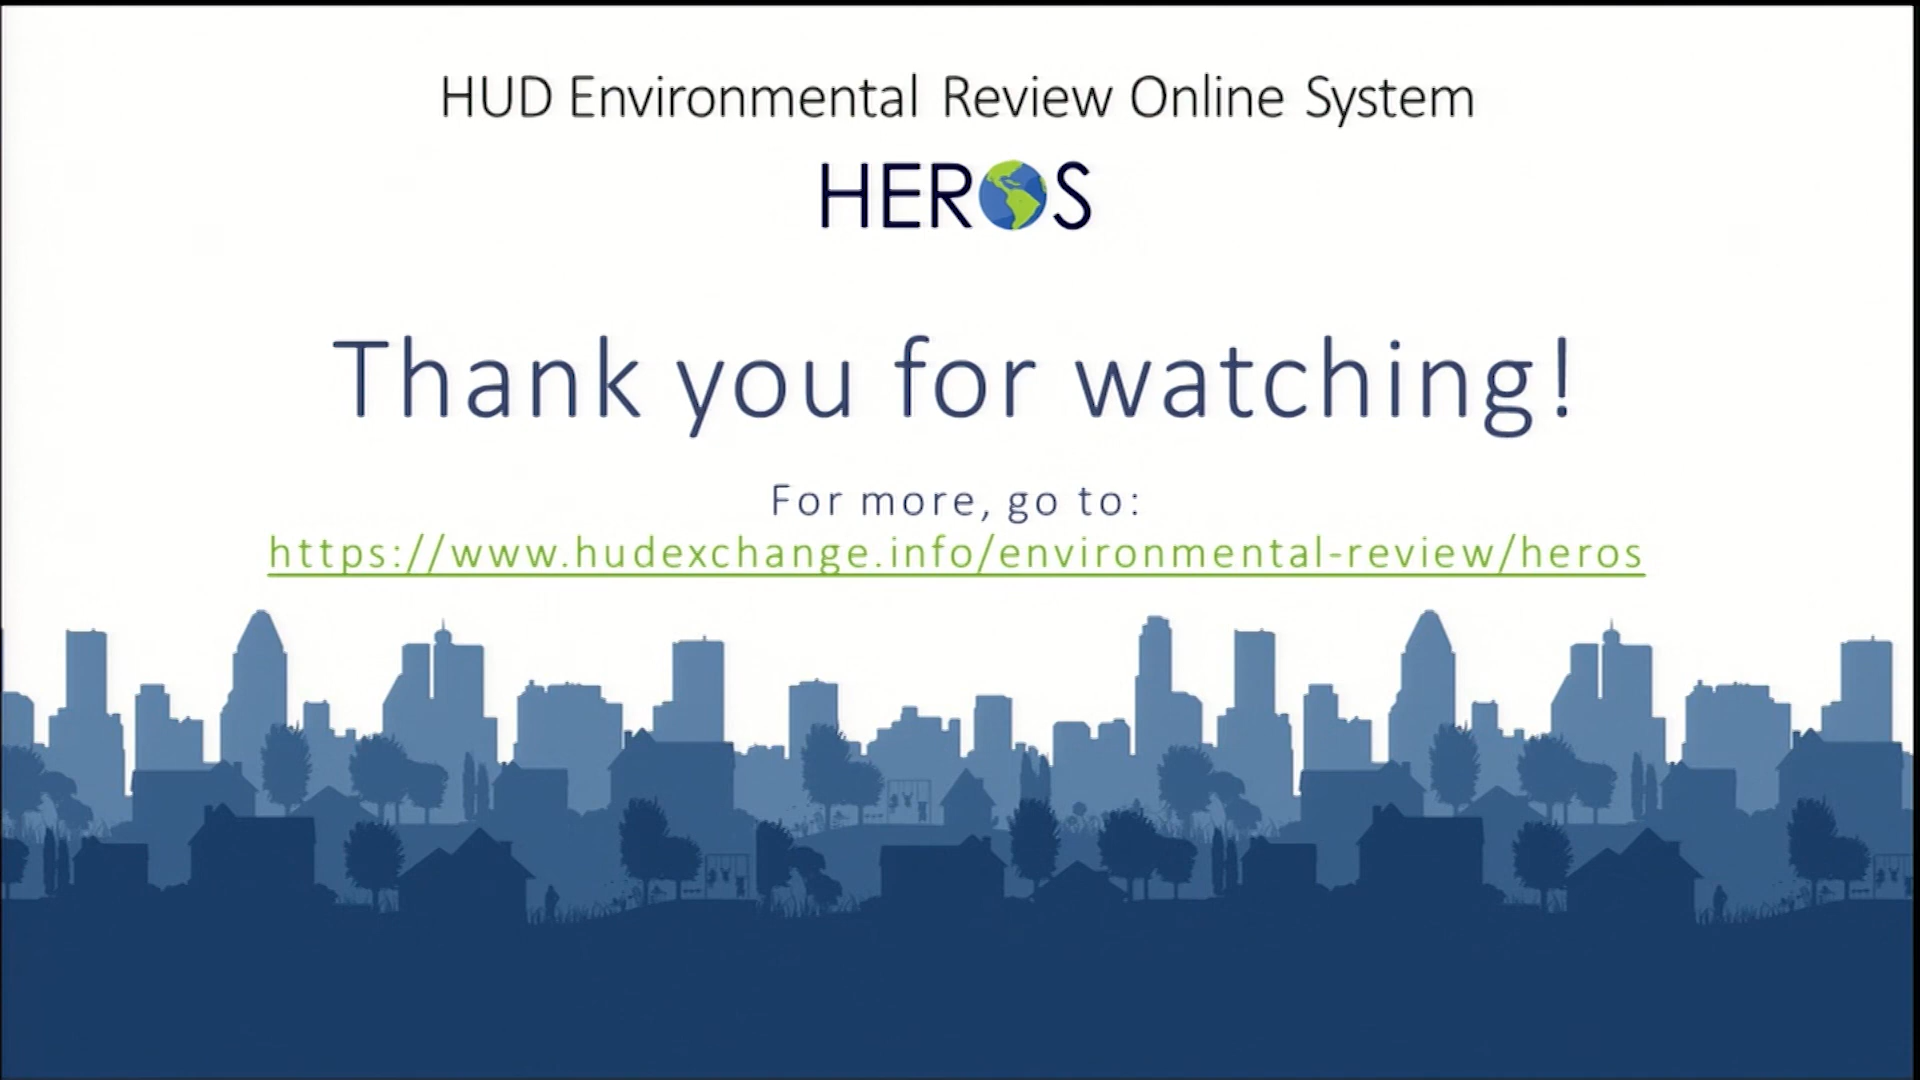 HUD Environmental Review Online System
HEROS
Thank you for watching!
For more, go to:
https://www.hudexchange.info/environmental-review/heros